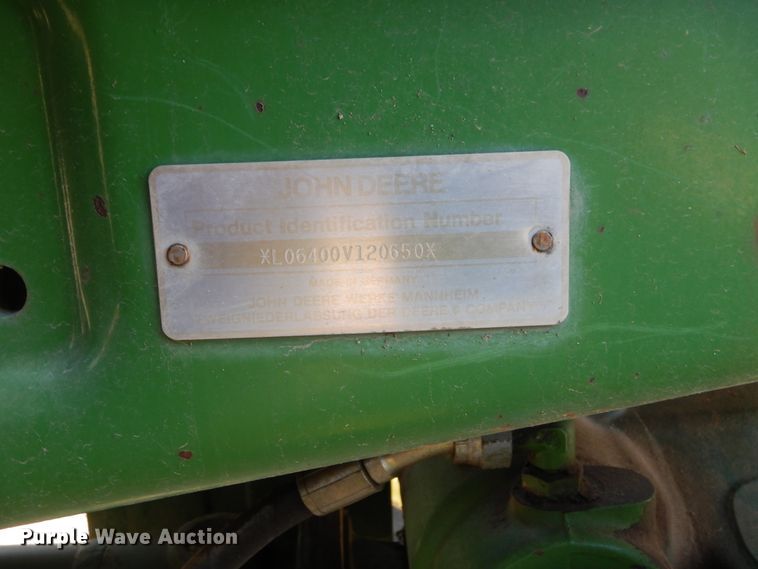 JOHN DEERE
Product Identification Number
*L06400V120650*
MADE IN GERMANY
JOHN DEERE WERKE MANNHEIM
ZWEIGNIEDERLASSUNG DER DEERE & COMPANY
Purple Wave Auction